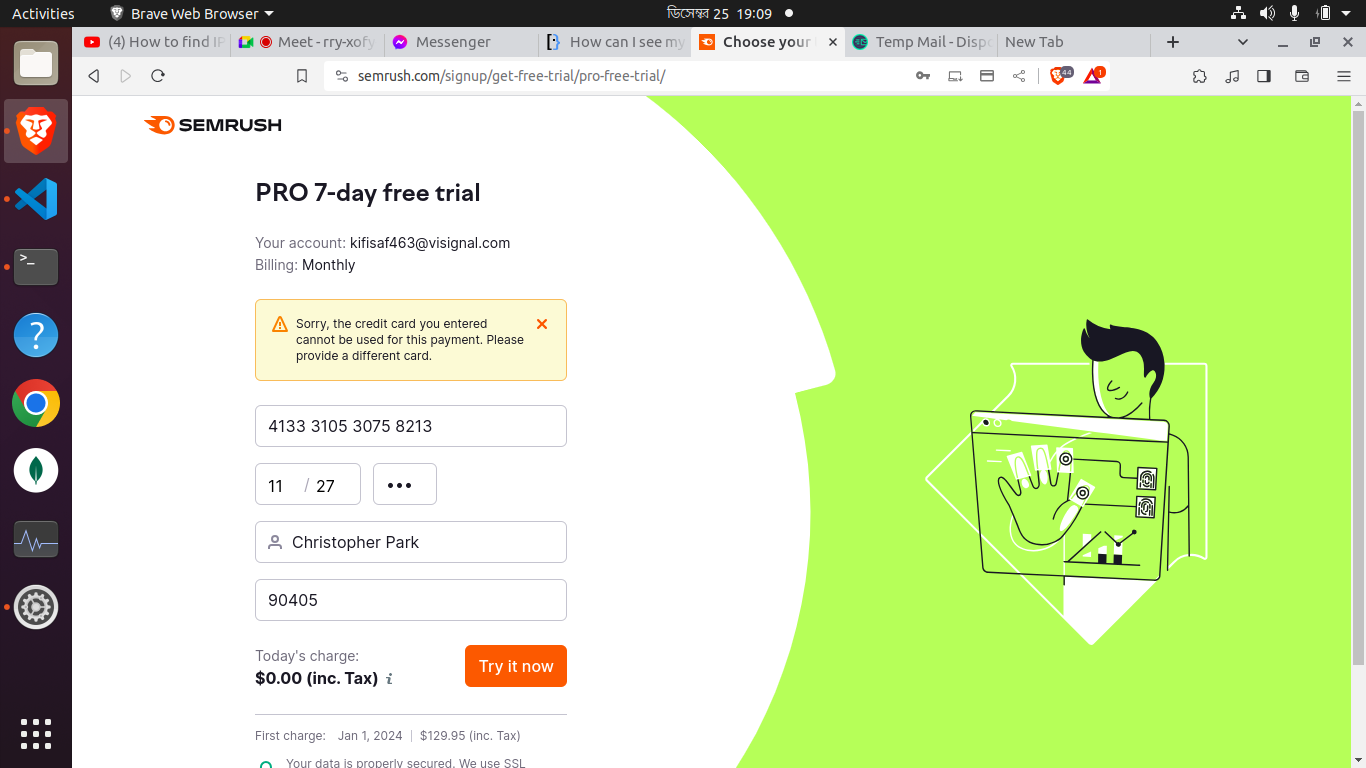 Activities Brave Web Browser ডিসেম্বর 25 19:09
(4) How to find IP Meet - rry-xofy Messenger How can I see my Choose your Temp Mail - Dispo New Tab
semrush.com/signup/get-free-trial/pro-free-trial/ 44 1
SEMRUSH
PRO 7-day free trial
Your account: kifisaf463@visignal.com
Billing: Monthly
Sorry, the credit card you entered
cannot be used for this payment. Please
provide a different card.
4133 3105 3075 8213
11 / 27 •••
Christopher Park
90405
Today's charge:
$0.00 (inc. Tax)
Try it now
First charge: Jan 1, 2024 | $129.95 (inc. Tax)
Your data is properly secured. We use SSL